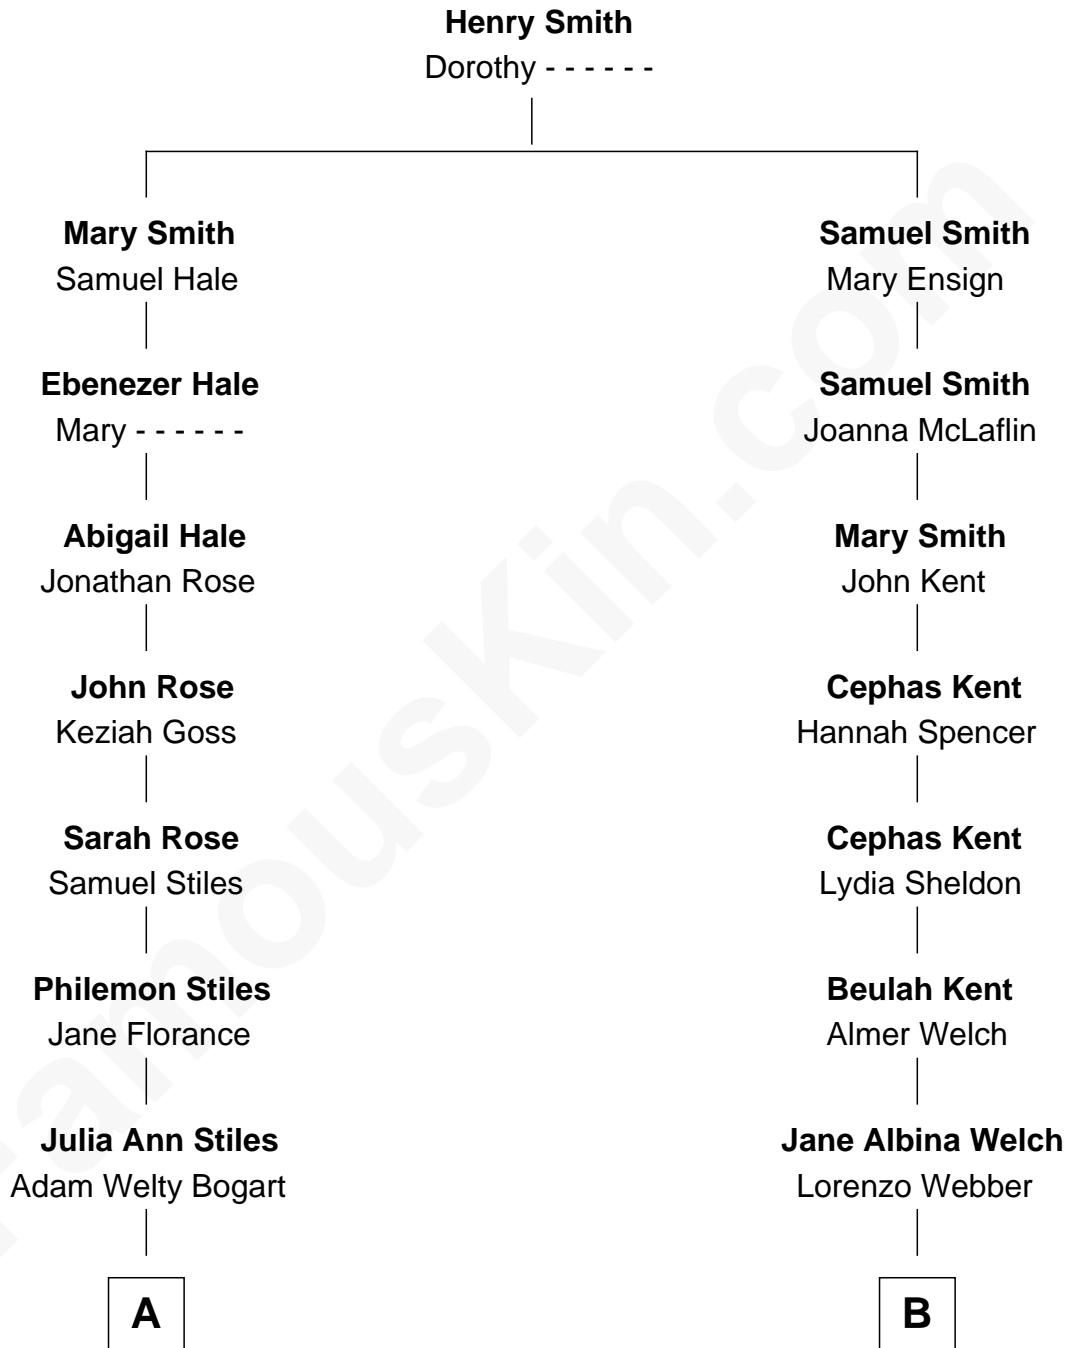 Henry Smith
Dorothy - - - - - -
Mary Smith
Samuel Hale
Samuel Smith
Mary Ensign
Ebenezer Hale
Mary - - - - - -
Samuel Smith
Joanna McLaflin
Abigail Hale
Jonathan Rose
Mary Smith
John Kent
John Rose
Keziah Goss
Cephas Kent
Hannah Spencer
Sarah Rose
Samuel Stiles
Cephas Kent
Lydia Sheldon
Philemon Stiles
Jane Florance
Beulah Kent
Almer Welch
Julia Ann Stiles
Adam Welty Bogart
Jane Albina Welch
Lorenzo Webber
A
B
FamousKin.com